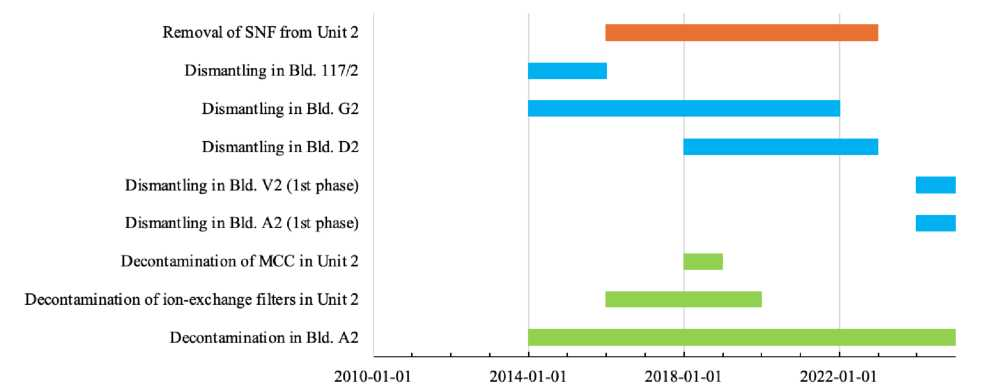 Removal of SNF from Unit 2
Dismantling in Bld. 117/2
Dismantling in Bld. G2
Dismantling in Bld. D2
Dismantling in Bld. V2 (1st phase)
Dismantling in Bld. A2 (1st phase)
Decontamination of MCC in Unit 2
Decontamination of ion-exchange filters in Unit 2
Decontamination in Bld. A2
2010-01-01 2014-01-01 2018-01-01 2022-01-01